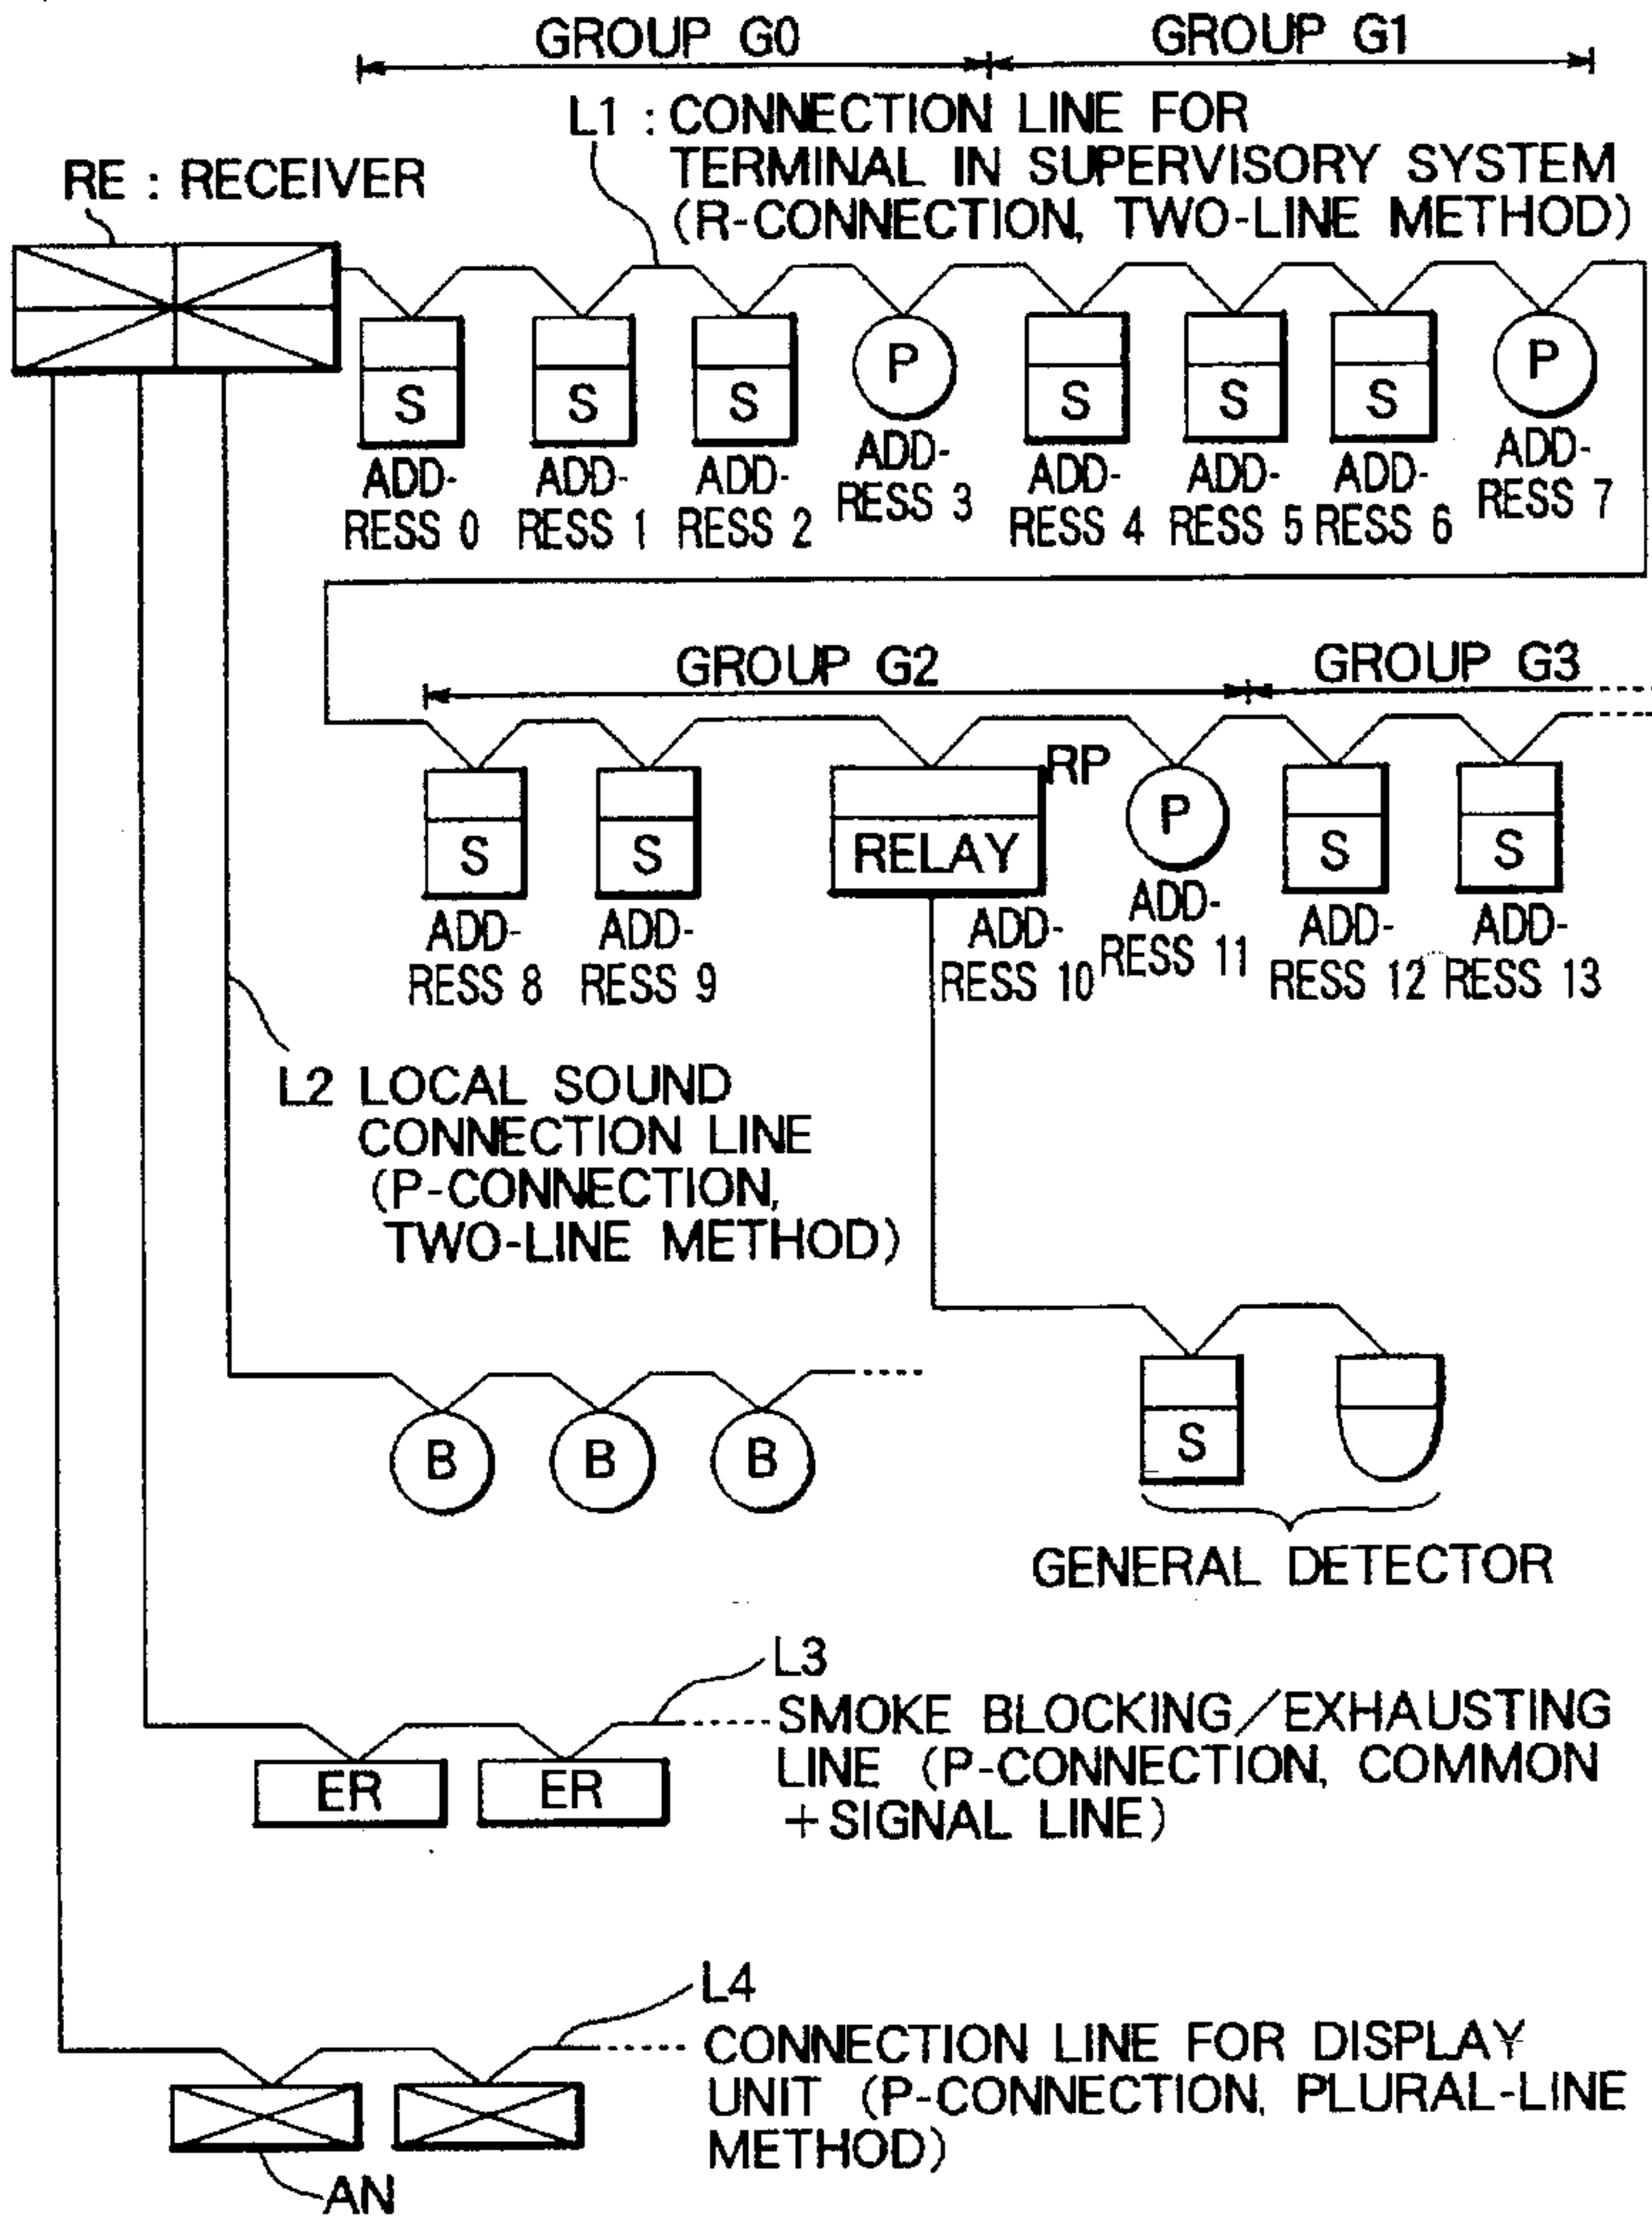 GROUP G0
GROUP G1
L1 : CONNECTION LINE FOR
TERMINAL IN SUPERVISORY SYSTEM
(R-CONNECTION, TWO-LINE METHOD)
RE : RECEIVER
S
S
S
P
S
S
S
P
ADD-
RESS 0
ADD-
RESS 1
ADD-
RESS 2
ADD-
RESS 3
ADD-
RESS 4
ADD-
RESS 5
ADD-
RESS 6
ADD-
RESS 7
GROUP G2
GROUP G3
S
S
RELAY
RP
P
S
S
ADD-
RESS 8
ADD-
RESS 9
ADD-
RESS 10
ADD-
RESS 11
ADD-
RESS 12
ADD-
RESS 13
L2 LOCAL SOUND
CONNECTION LINE
(P-CONNECTION,
TWO-LINE METHOD)
B
B
B
S
GENERAL DETECTOR
L3
SMOKE BLOCKING/EXHAUSTING
LINE (P-CONNECTION, COMMON
+SIGNAL LINE)
ER
ER
L4
CONNECTION LINE FOR DISPLAY
UNIT (P-CONNECTION, PLURAL-LINE
METHOD)
AN